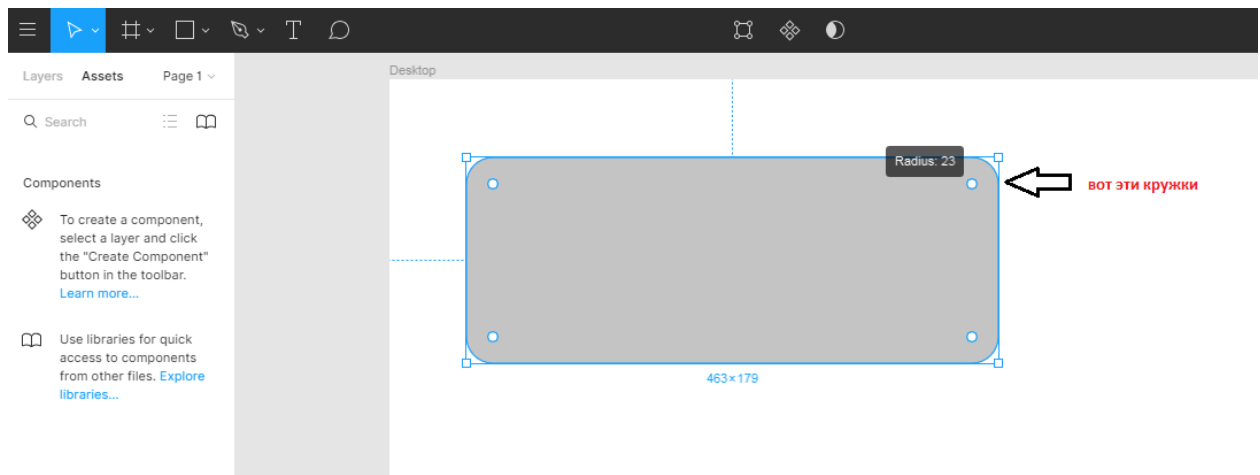 T
Layers Assets Page 1
Desktop
Search
Radius: 23
вот эти кружки
Components
To create a component,
select a layer and click
the "Create Component"
button in the toolbar.
Learn more...
Use libraries for quick
access to components
from other files. Explore
libraries...
463×179